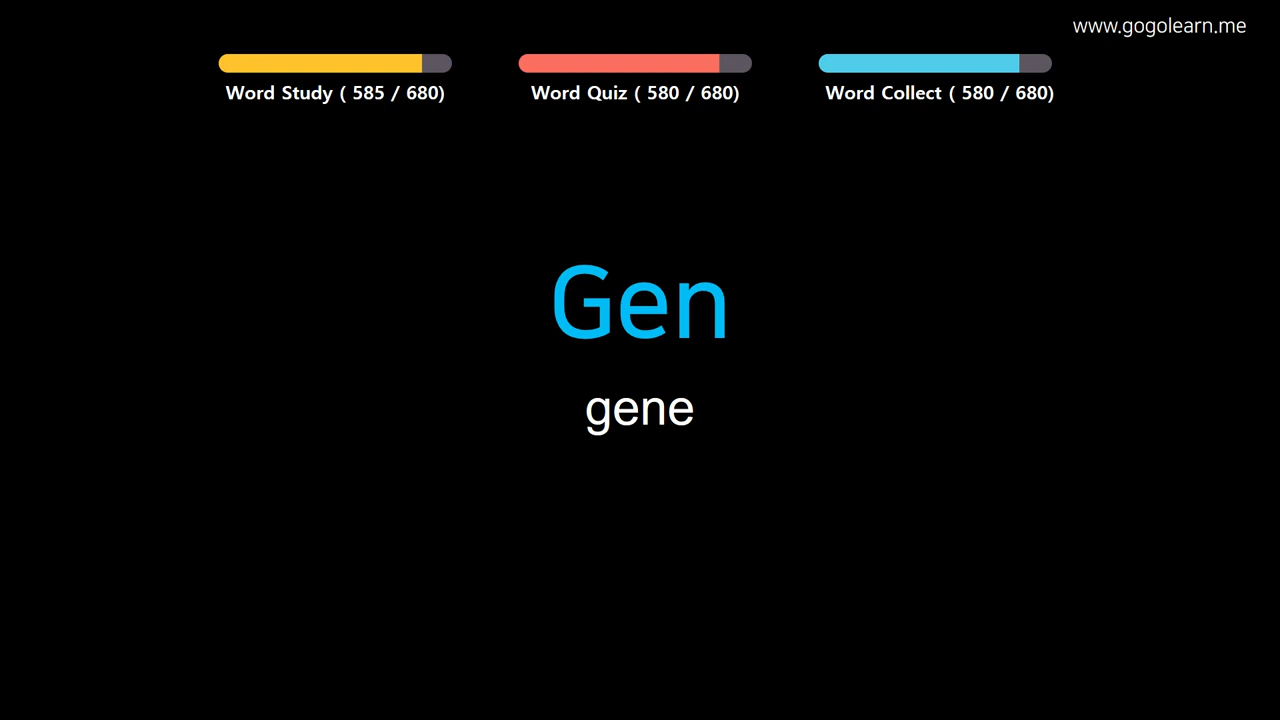 www.gogolearn.me
Word Study ( 585 / 680)
Word Quiz ( 580 / 680)
Word Collect ( 580 / 680)
Gen
gene